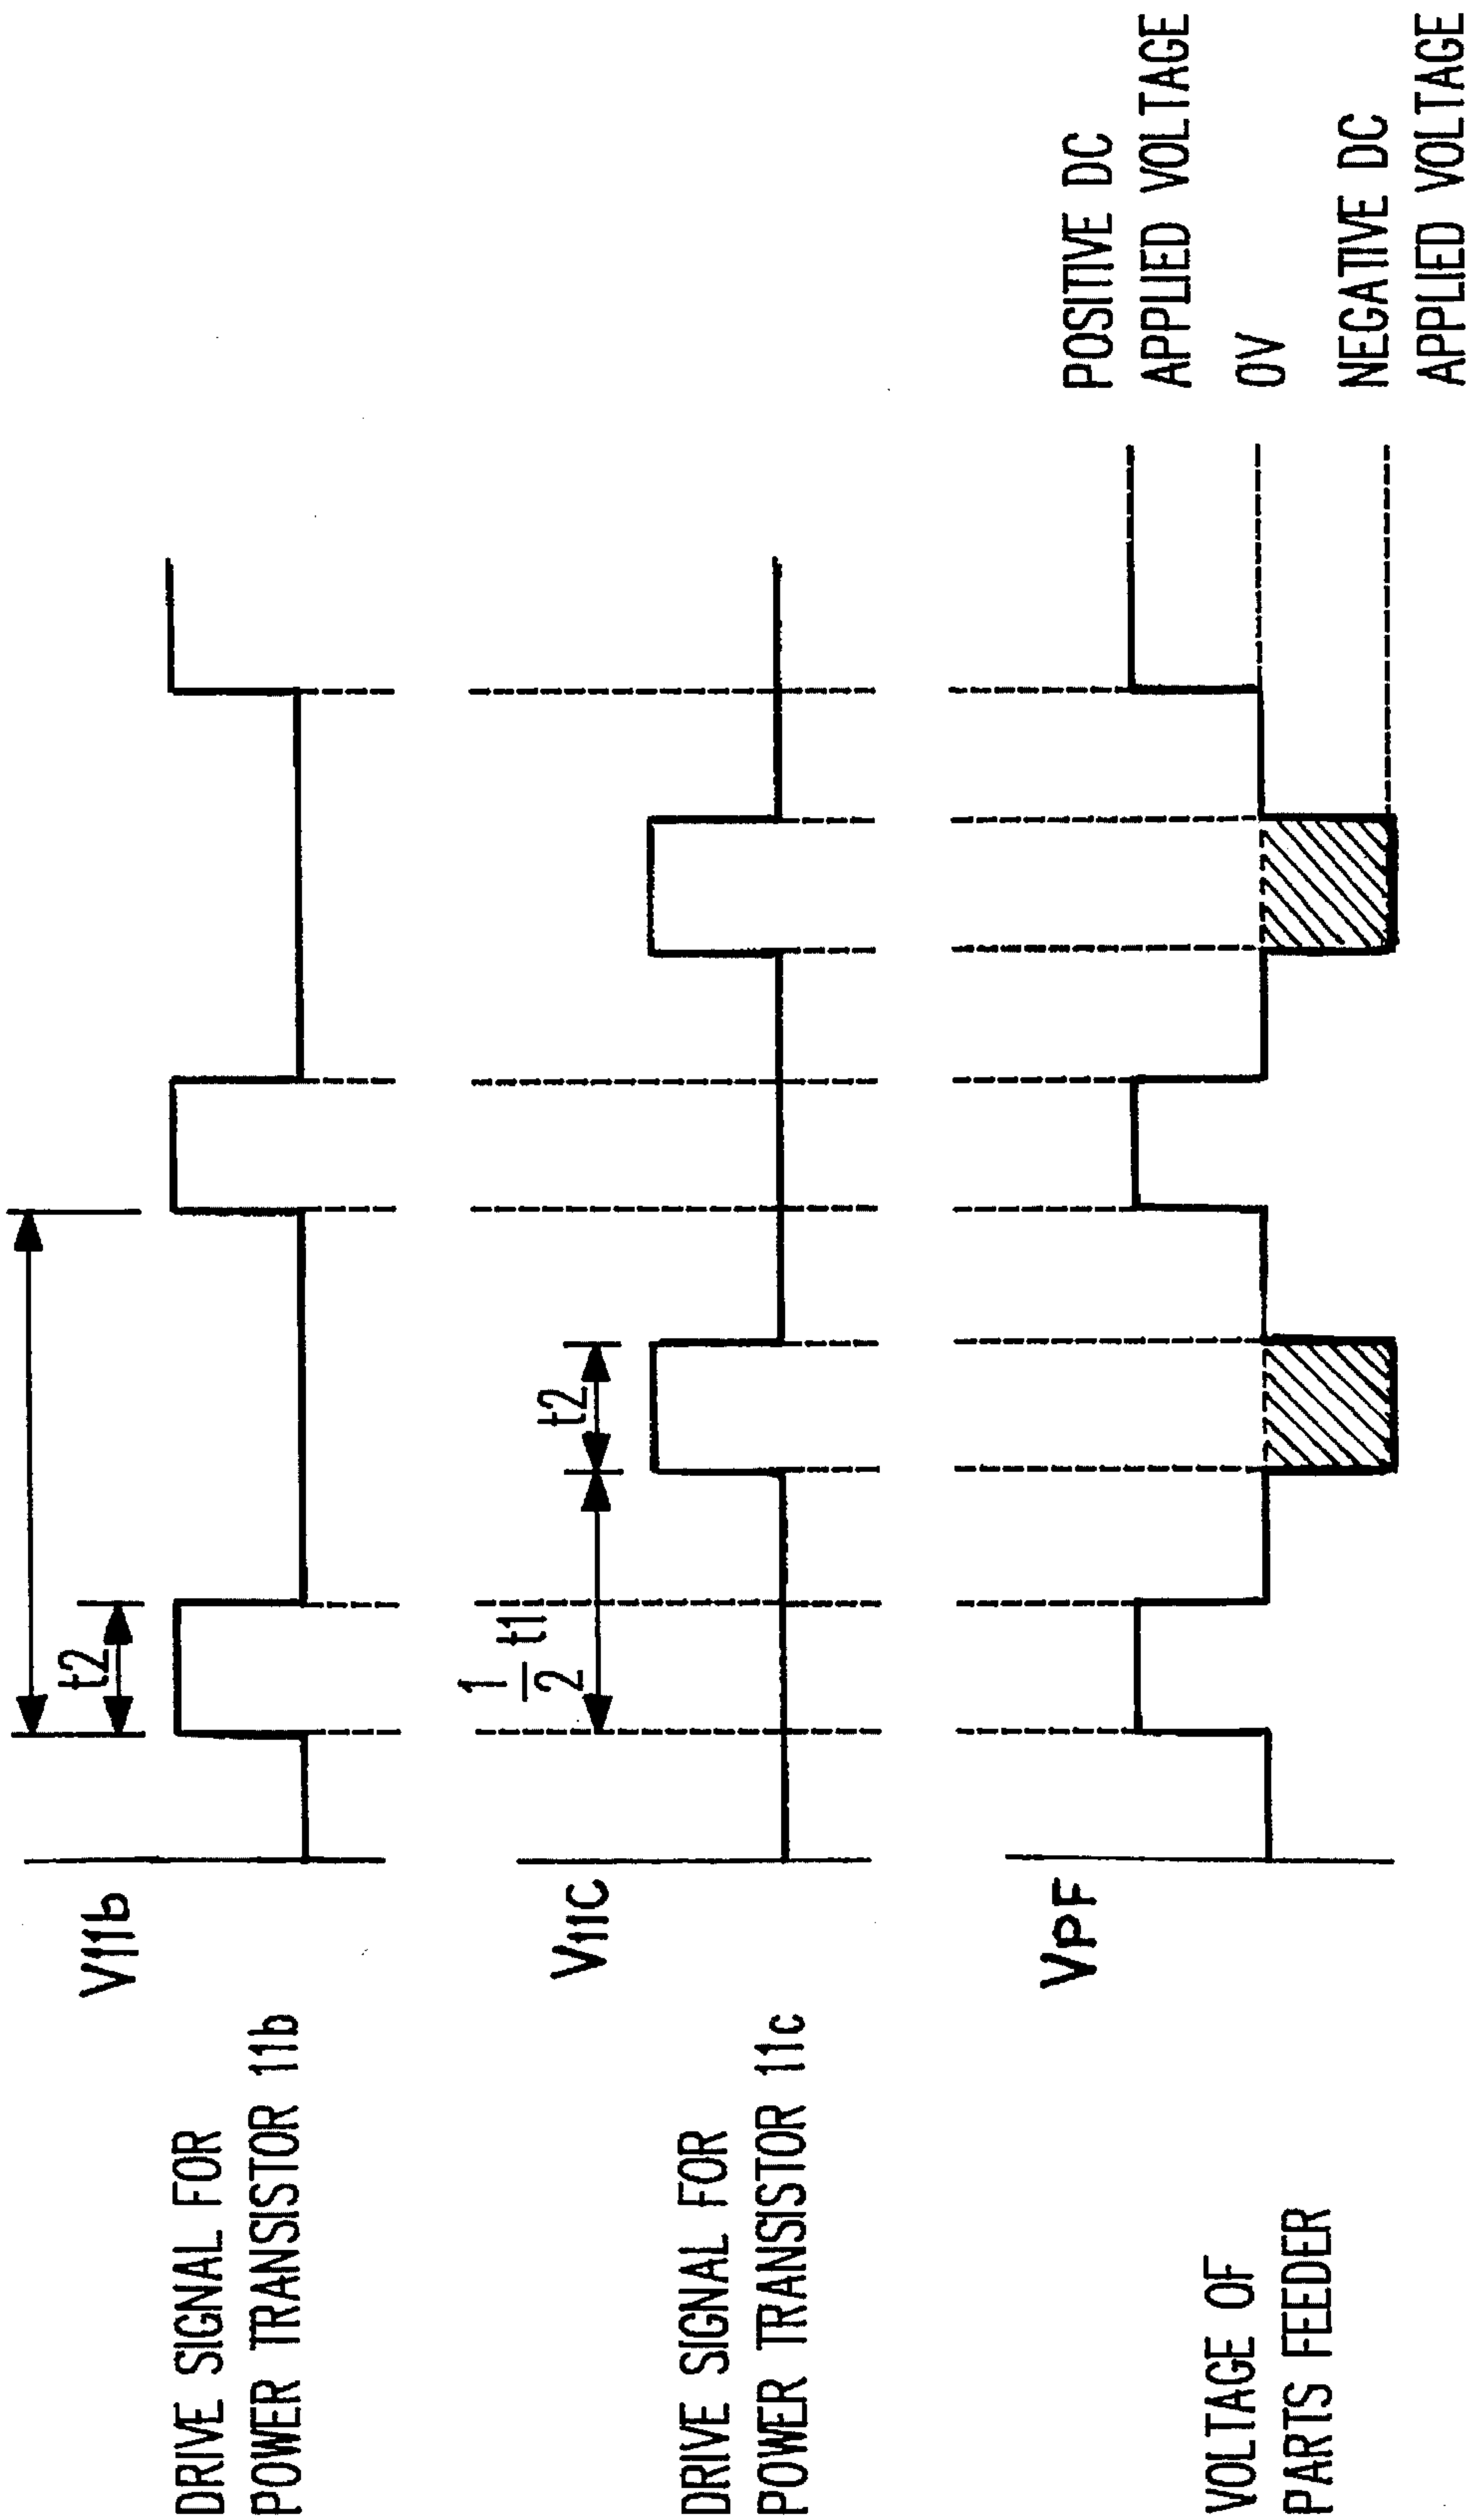 V11b
t2
DRIVE SIGNAL FOR
POWER TRANSISTOR 11b
V11C
1/2 t1
t2
DRIVE SIGNAL FOR
POWER TRANSISTOR 11c
VPF
VOLTAGE OF
PARTS FEEDER
POSITIVE DC
APPLIED VOLTAGE
0V
NEGATIVE DC
APPLIED VOLTAGE